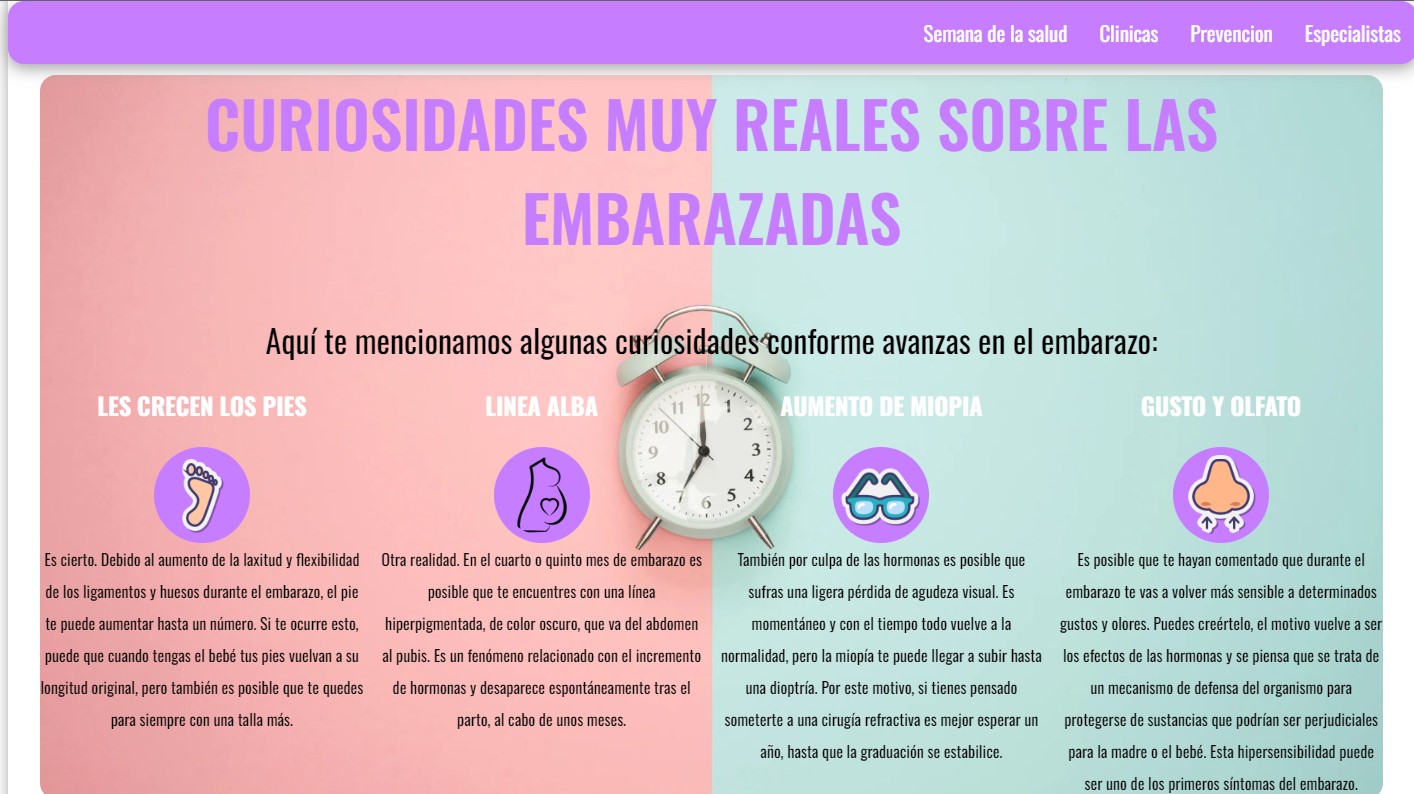 Semana de la salud Clinicas Prevencion Especialistas
CURIOSIDADES MUY REALES SOBRE LAS
EMBARAZADAS
Aquí te mencionamos algunas curiosidades conforme avanzas en el embarazo:
LES CRECEN LOS PIES
Es cierto. Debido al aumento de la laxitud y flexibilidad
de los ligamentos y huesos durante el embarazo, el pie
te puede aumentar hasta un número. Si te ocurre esto,
puede que cuando tengas el bebé tus pies vuelvan a su
longitud original, pero también es posible que te quedes
para siempre con una talla más.
LINEA ALBA
Otra realidad. En el cuarto o quinto mes de embarazo es
posible que te encuentres con una línea
hiperpigmentada, de color oscuro, que va del abdomen
al pubis. Es un fenómeno relacionado con el incremento
de hormonas y desaparece espontáneamente tras el
parto, al cabo de unos meses.
12
1
2
3
4
5
6
7
8
9
10
11
AUMENTO DE MIOPIA
También por culpa de las hormonas es posible que
sufras una ligera pérdida de agudeza visual. Es
momentáneo y con el tiempo todo vuelve a la
normalidad, pero la miopía te puede llegar a subir hasta
una dioptría. Por este motivo, si tienes pensado
someterte a una cirugía refractiva es mejor esperar un
año, hasta que la graduación se estabilice.
GUSTO Y OLFATO
Es posible que te hayan comentado que durante el
embarazo te vas a volver más sensible a determinados
gustos y olores. Puedes creértelo, el motivo vuelve a ser
los efectos de las hormonas y se piensa que se trata de
un mecanismo de defensa del organismo para
protegerse de sustancias que podrían ser perjudiciales
para la madre o el bebé. Esta hipersensibilidad puede
ser uno de los primeros síntomas del embarazo.